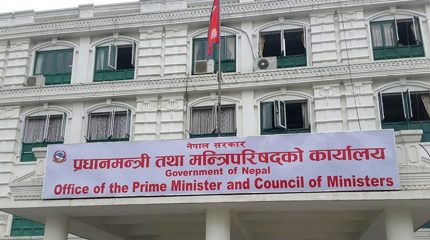 नेपाल सरकार
प्रधानमन्त्री तथा मन्त्रिपरिषद्को कार्यालय
Government of Nepal
Office of the Prime Minister and Council of Ministers